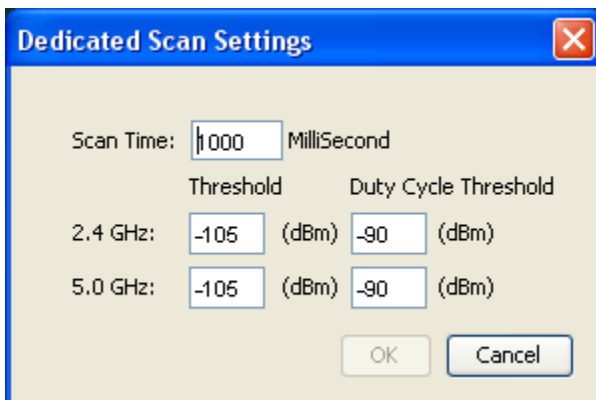 Dedicated Scan Settings
Scan Time: 1000 MilliSecond
Threshold Duty Cycle Threshold
2.4 GHz: -105 (dBm) -90 (dBm)
5.0 GHz: -105 (dBm) -90 (dBm)
OK Cancel